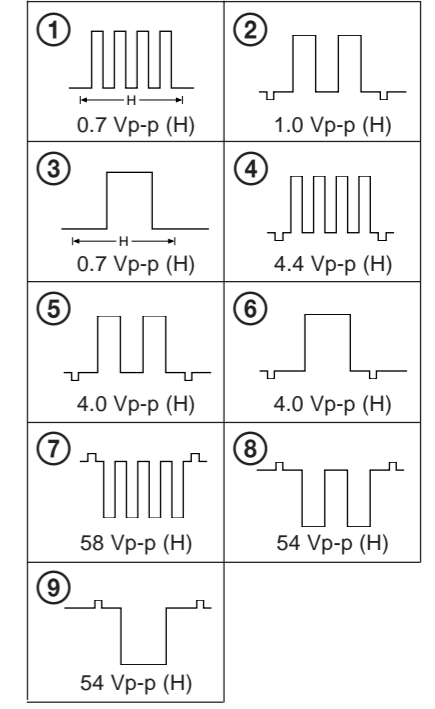 ① ②
H
0.7 Vp-p (H) 1.0 Vp-p (H)
③ ④
H
0.7 Vp-p (H) 4.4 Vp-p (H)
⑤ ⑥
4.0 Vp-p (H) 4.0 Vp-p (H)
⑦ ⑧
58 Vp-p (H) 54 Vp-p (H)
⑨
54 Vp-p (H)